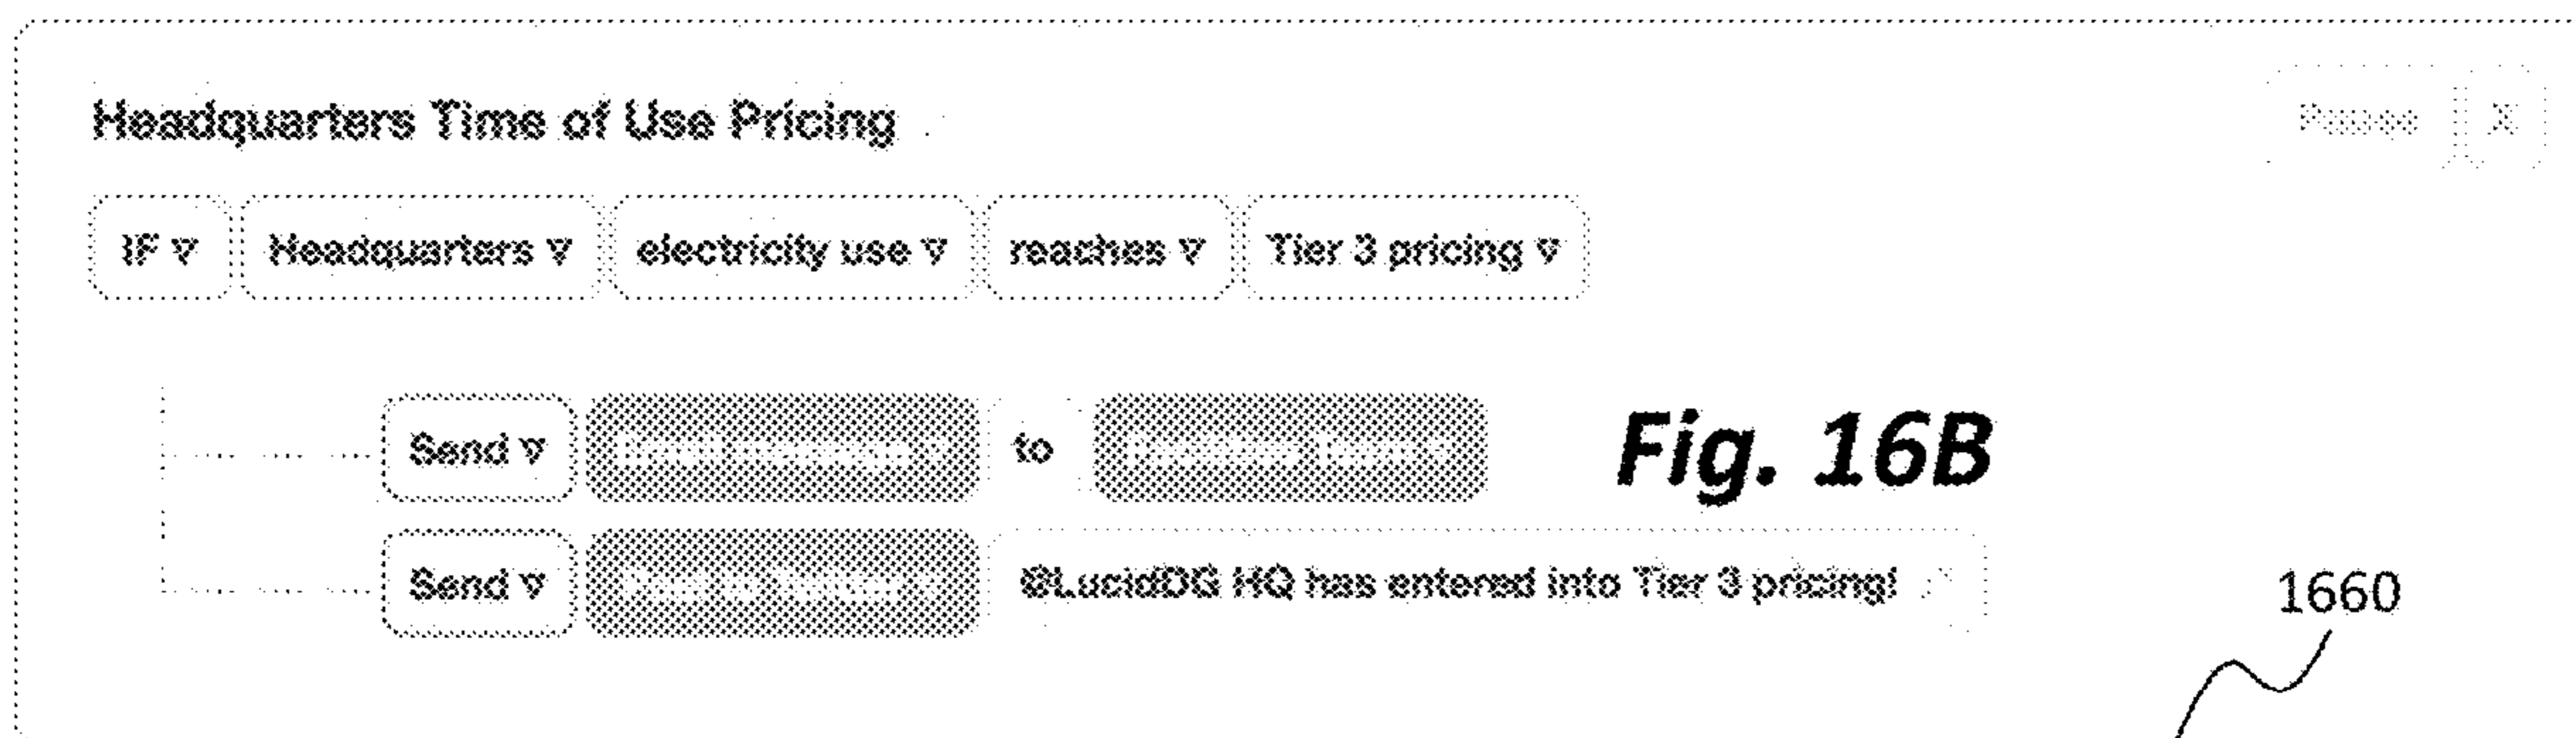 Headquarters Time of Use Pricing
Pause X
IF ▽ Headquarters ▽ electricity use ▽ reaches ▽ Tier 3 pricing ▽
Send ▽ to
Fig. 16B
Send ▽ @LucidDG HQ has entered into Tier 3 pricing!
1660